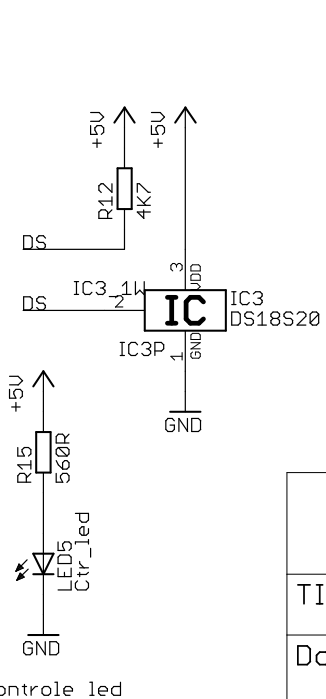 +5V
+5V
R12
4K7
DS
3
VDD
IC3_1W
DS
2
IC
IC3
DS18S20
IC3P
1
GND
GND
+5V
R15
560R
LED5
Ctr_led
GND
ontrole led
TI
Do